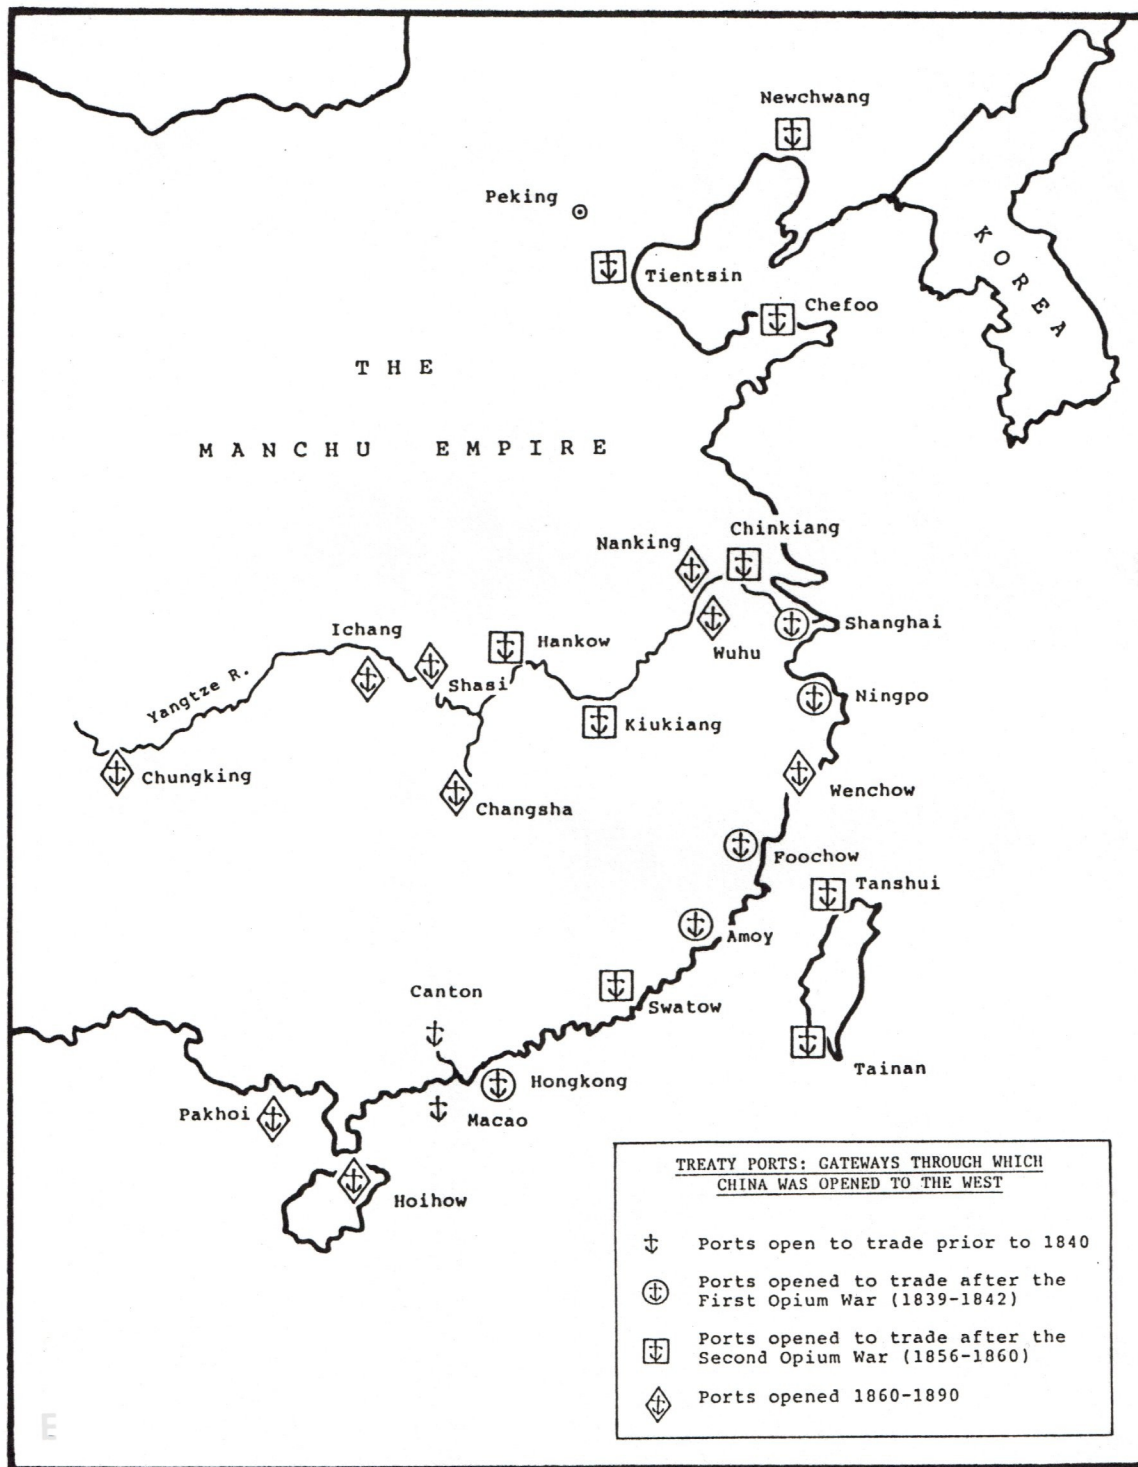 Newchwang
Peking
Tientsin
KOREA
Chefoo
THE
MANCHU EMPIRE
Chinkiang
Nanking
Shanghai
Ichang
Hankow
Wuhu
Shasi
Yangtze R.
Ningpo
Kiukiang
Chungking
Wenchow
Changsha
Foochow
Tanshui
Amoy
Canton
Swatow
Tainan
Hongkong
Pakhoi
Macao
Hoihow
TREATY PORTS: GATEWAYS THROUGH WHICH
CHINA WAS OPENED TO THE WEST
Ports open to trade prior to 1840
Ports opened to trade after the
First Opium War (1839-1842)
Ports opened to trade after the
Second Opium War (1856-1860)
Ports opened 1860-1890
E